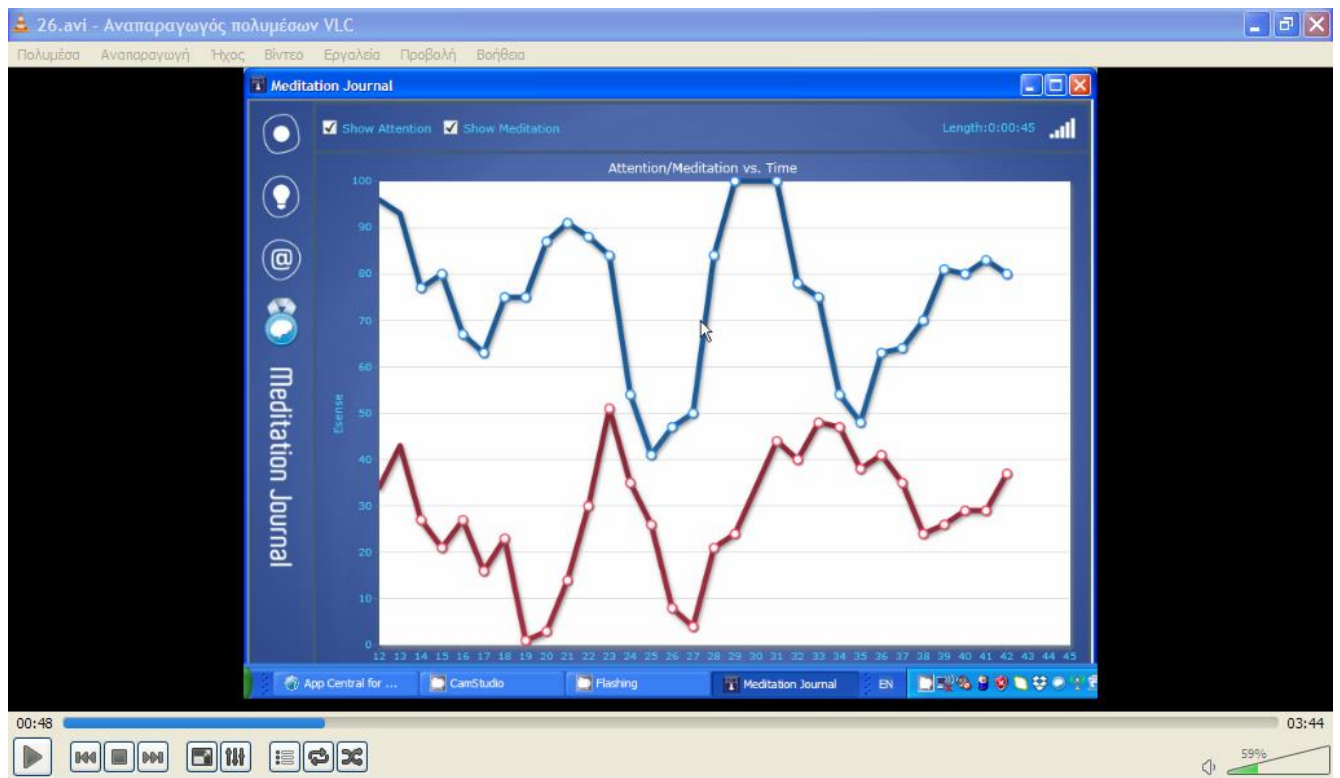 26.avi - Αναπαραγωγός πολυμέσων VLC
Πολυμέσα Αναπαραγωγή Ήχος Βίντεο Εργαλεία Προβολή Βοήθεια
Meditation Journal
Show Attention Show Meditation Length:0:00:45
Attention/Meditation vs. Time
100
90
80
70
60
50
40
30
20
10
0
Esense
@
Meditation Journal
12 13 14 15 16 17 18 19 20 21 22 23 24 25 26 27 28 29 30 31 32 33 34 35 36 37 38 39 40 41 42 43 44 45
App Central for ... CamStudio Flashing Meditation Journal EN
00:48 03:44
59%